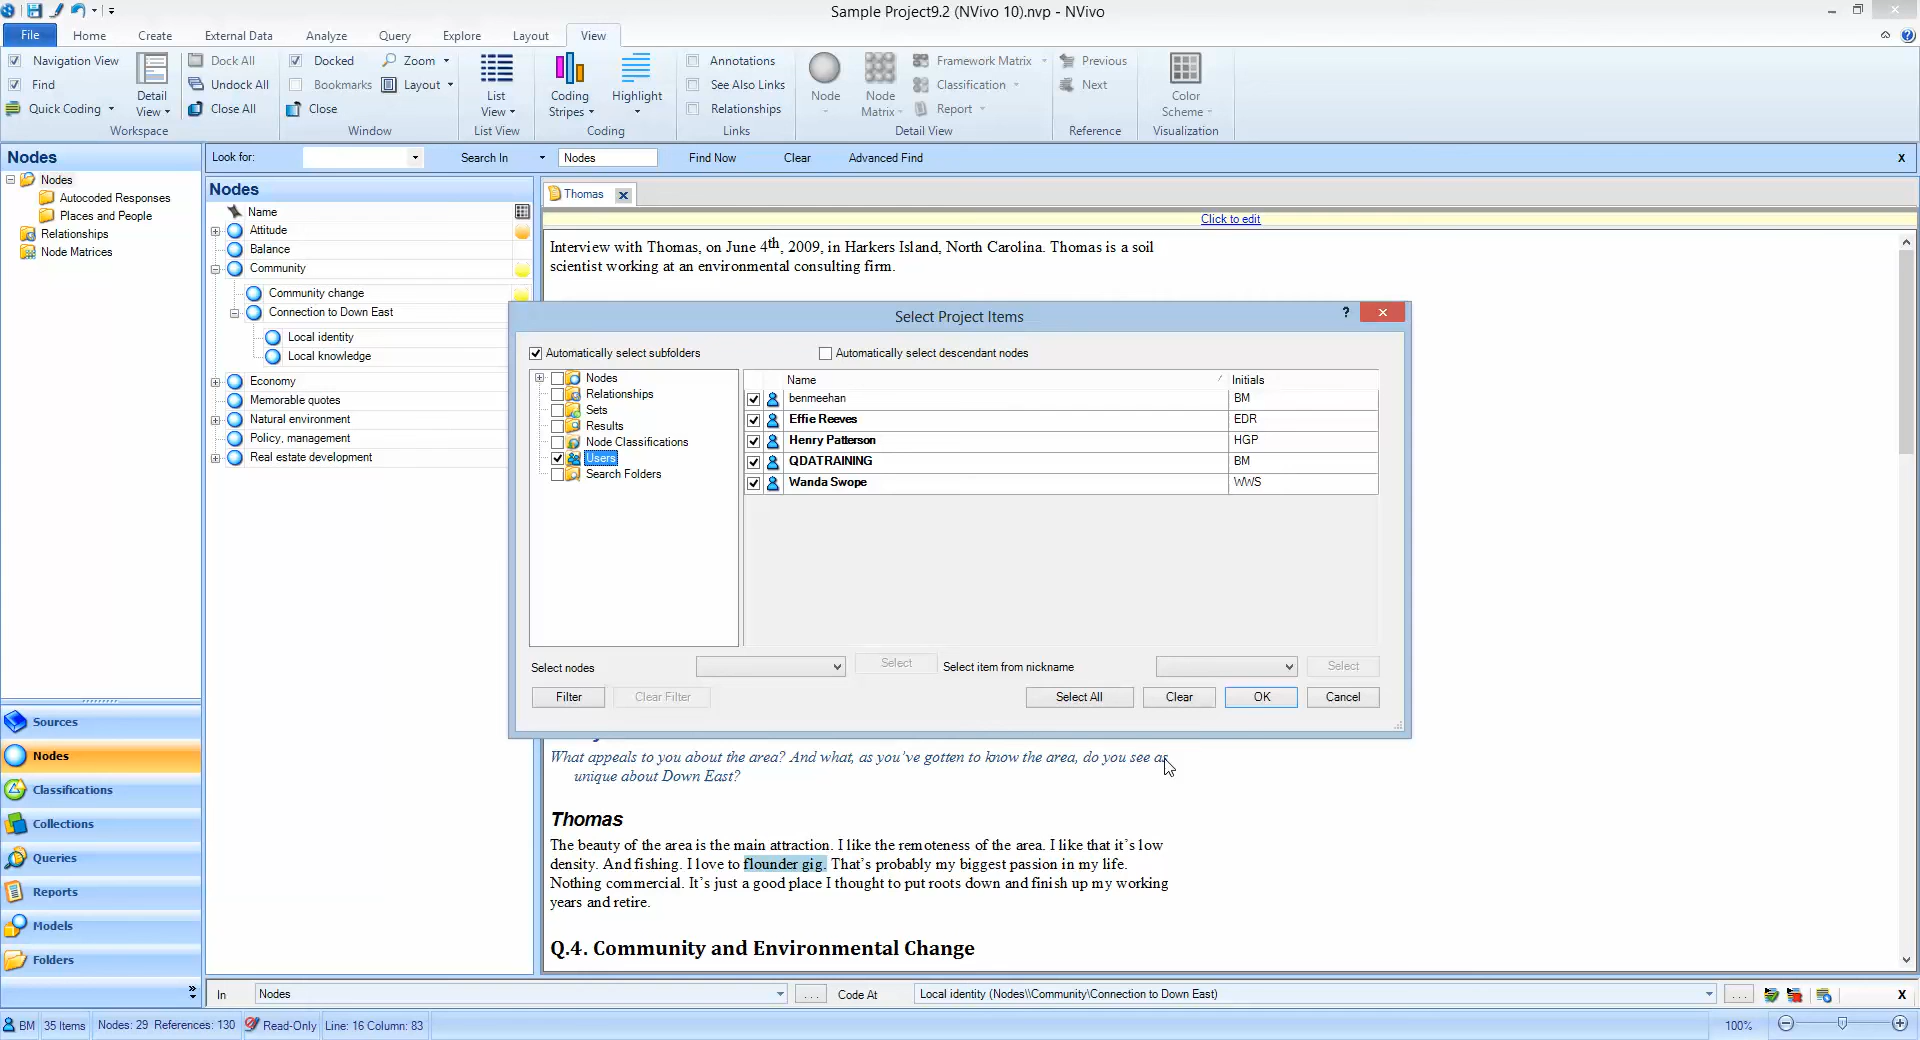 Sample Project9.2 (NVivo 10).nvp - NVivo
File Home Create External Data Analyze Query Explore Layout View
Navigation View Dock All Docked Zoom Annotations Framework Matrix Previous
Find Undock All Bookmarks Layout See Also Links Classification Next
Quick Coding Detail View Close All Close List View Coding Stripes Highlight Relationships Node Node Matrix Report Color Scheme
Workspace Window List View Coding Links Detail View Reference Visualization
Nodes
Nodes
Autocoded Responses
Places and People
Relationships
Node Matrices
Look for: Search In Nodes Find Now Clear Advanced Find x
Nodes
Name
Attitude
Balance
Community
Community change
Connection to Down East
Local identity
Local knowledge
Economy
Memorable quotes
Natural environment
Policy, management
Real estate development
Thomas
Click to edit
Interview with Thomas, on June 4th, 2009, in Harkers Island, North Carolina. Thomas is a soil
scientist working at an environmental consulting firm.
Select Project Items
?
Automatically select subfolders Automatically select descendant nodes
Nodes
Relationships
Sets
Results
Node Classifications
Users
Search Folders
Name Initials
benmeehan BM
Effie Reeves EDR
Henry Patterson HGP
QDATRAINING BM
Wanda Swope WWS
Select nodes Select Select item from nickname Select
Filter Clear Filter Select All Clear OK Cancel
What appeals to you about the area? And what, as you've gotten to know the area, do you see as
unique about Down East?
Thomas
The beauty of the area is the main attraction. I like the remoteness of the area. I like that it's low
density. And fishing. I love to flounder gig. That's probably my biggest passion in my life.
Nothing commercial. It's just a good place I thought to put roots down and finish up my working
years and retire.
Q.4. Community and Environmental Change
Sources
Nodes
Classifications
Collections
Queries
Reports
Models
Folders
In Nodes ... Code At Local identity (Nodes\\Community\Connection to Down East) ... x
BM 35 Items Nodes: 29 References: 130 Read-Only Line: 16 Column: 83 100%